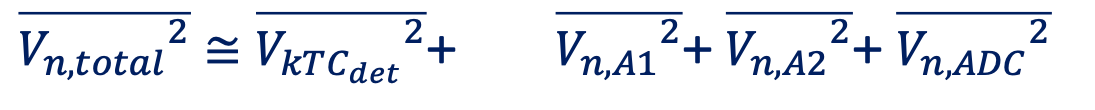 $\overline{V_{n,total}}^{2} \cong \overline{V_{kTC_{det}}}^{2} + \quad \overline{V_{n,A1}}^{2} + \overline{V_{n,A2}}^{2} + \overline{V_{n,ADC}}^{2}$